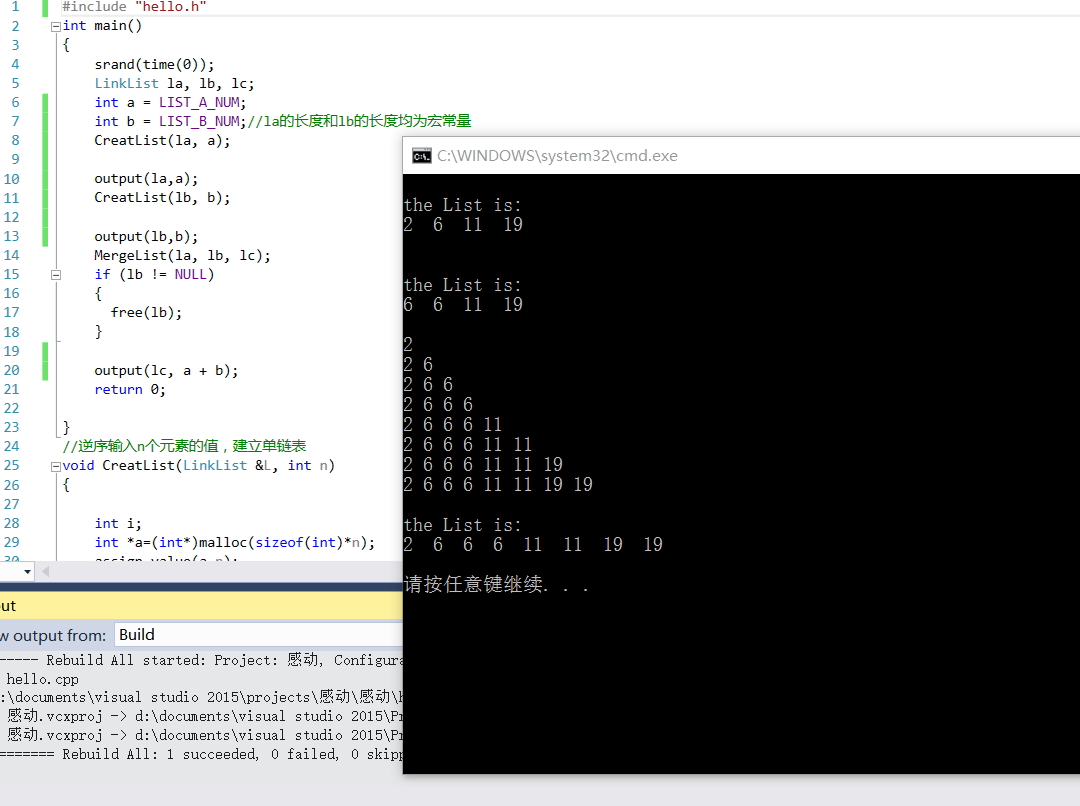 1 #include "hello.h"
2 int main()
3 {
4 srand(time(0));
5 LinkList la, lb, lc;
6 int a = LIST_A_NUM;
7 int b = LIST_B_NUM;//la的长度和lb的长度均为宏常量
8 CreatList(la, a);
9
10 output(la,a);
11 CreatList(lb, b);
12
13 output(lb,b);
14 MergeList(la, lb, lc);
15 if (lb != NULL)
16 {
17 free(lb);
18 }
19
20 output(lc, a + b);
21 return 0;
22
23 }
24 //逆序输入n个元素的值，建立单链表
25 void CreatList(LinkList &L, int n)
26 {
27
28 int i;
29 int *a=(int*)malloc(sizeof(int)*n);
C:\WINDOWS\system32\cmd.exe
the List is:
2 6 11 19
the List is:
6 6 11 19
2
2 6
2 6 6
2 6 6 6
2 6 6 6 11
2 6 6 6 11 11
2 6 6 6 11 11 19
2 6 6 6 11 11 19 19
the List is:
2 6 6 6 11 11 19 19
请按任意键继续. . .
ut
w output from: Build
----- Rebuild All started: Project: 感动, Configura
hello.cpp
:\documents\visual studio 2015\projects\感动\感动\h
感动.vcxproj -> d:\documents\visual studio 2015\Pr
感动.vcxproj -> d:\documents\visual studio 2015\Pr
======= Rebuild All: 1 succeeded, 0 failed, 0 skipp